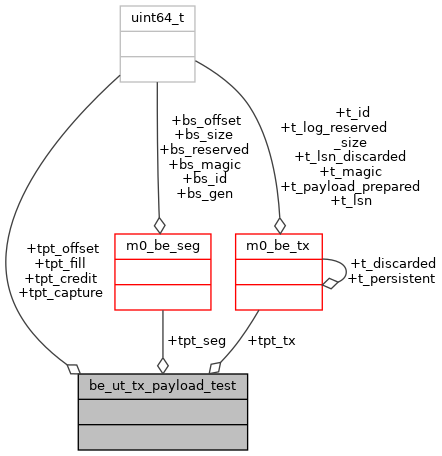 uint64_t
+bs_offset
+bs_size
+bs_reserved
+bs_magic
+bs_id
+bs_gen
+t_id
+t_log_reserved
_size
+t_lsn_discarded
+t_magic
+t_payload_prepared
+t_lsn
+tpt_offset
+tpt_fill
+tpt_credit
+tpt_capture
m0_be_seg
m0_be_tx
+t_discarded
+t_persistent
+tpt_seg
+tpt_tx
be_ut_tx_payload_test